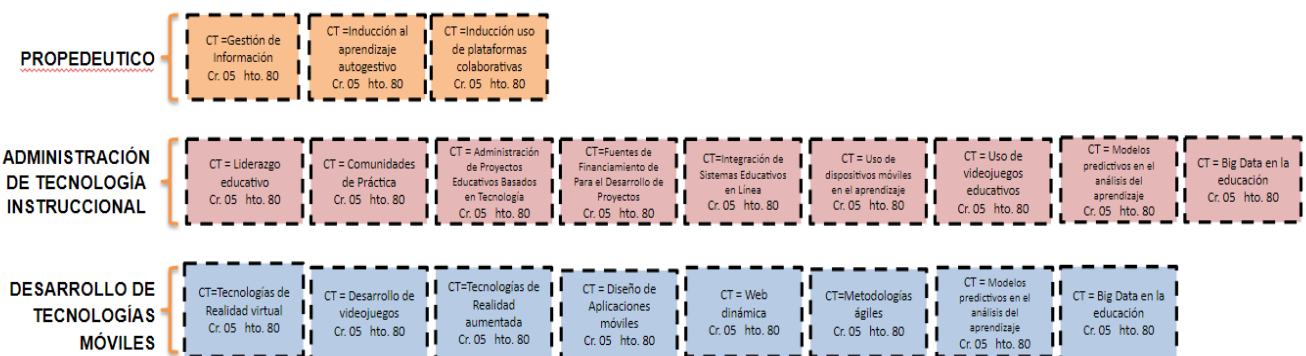 PROPEDEUTICO
CT =Gestión de
Información
Cr. 05 hto. 80
CT =Inducción al
aprendizaje
autogestivo
Cr. 05 hto. 80
CT =Inducción uso
de plataformas
colaborativas
Cr. 05 hto. 80
ADMINISTRACIÓN
DE TECNOLOGÍA
INSTRUCCIONAL
CT = Liderazgo
educativo
Cr. 05 hto. 80
CT = Comunidades
de Práctica
Cr. 05 hto. 80
CT = Administración
de Proyectos
Educativos Basados
en Tecnología
Cr. 05 hto. 80
CT =Fuentes de
Financiamiento de
Para el Desarrollo de
Proyectos
Cr. 05 hto. 80
CT=Integración de
Sistemas Educativos
en Línea
Cr. 05 hto. 80
CT = Uso de
dispositivos móviles
en el aprendizaje
Cr. 05 hto. 80
CT = Uso de
videojuegos
educativos
Cr. 05 hto. 80
CT = Modelos
predictivos en el
análisis del
aprendizaje
Cr. 05 hto. 80
CT = Big Data en la
educación
Cr. 05 hto. 80
DESARROLLO DE
TECNOLOGÍAS
MÓVILES
CT=Tecnologías de
Realidad virtual
Cr. 05 hto. 80
CT = Desarrollo de
videojuegos
Cr. 05 hto. 80
CT=Tecnologías de
Realidad
aumentada
Cr. 05 hto. 80
CT = Diseño de
Aplicaciones
móviles
Cr. 05 hto. 80
CT = Web
dinámica
Cr. 05 hto. 80
CT=Metodologías
ágiles
Cr. 05 hto. 80
CT = Modelos
predictivos en el
análisis del
aprendizaje
Cr. 05 hto. 80
CT = Big Data en la
educación
Cr. 05 hto. 80